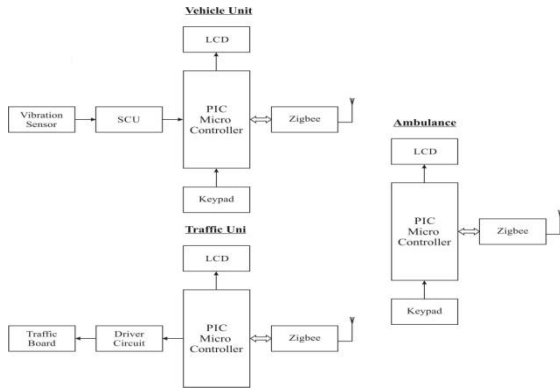 Vehicle Unit
LCD
Vibration
Sensor
SCU
PIC
Micro
Controller
Zigbee
Keypad
Ambulance
LCD
PIC
Micro
Controller
Zigbee
Keypad
Traffic Uni
LCD
Traffic
Board
Driver
Circuit
PIC
Micro
Controller
Zigbee